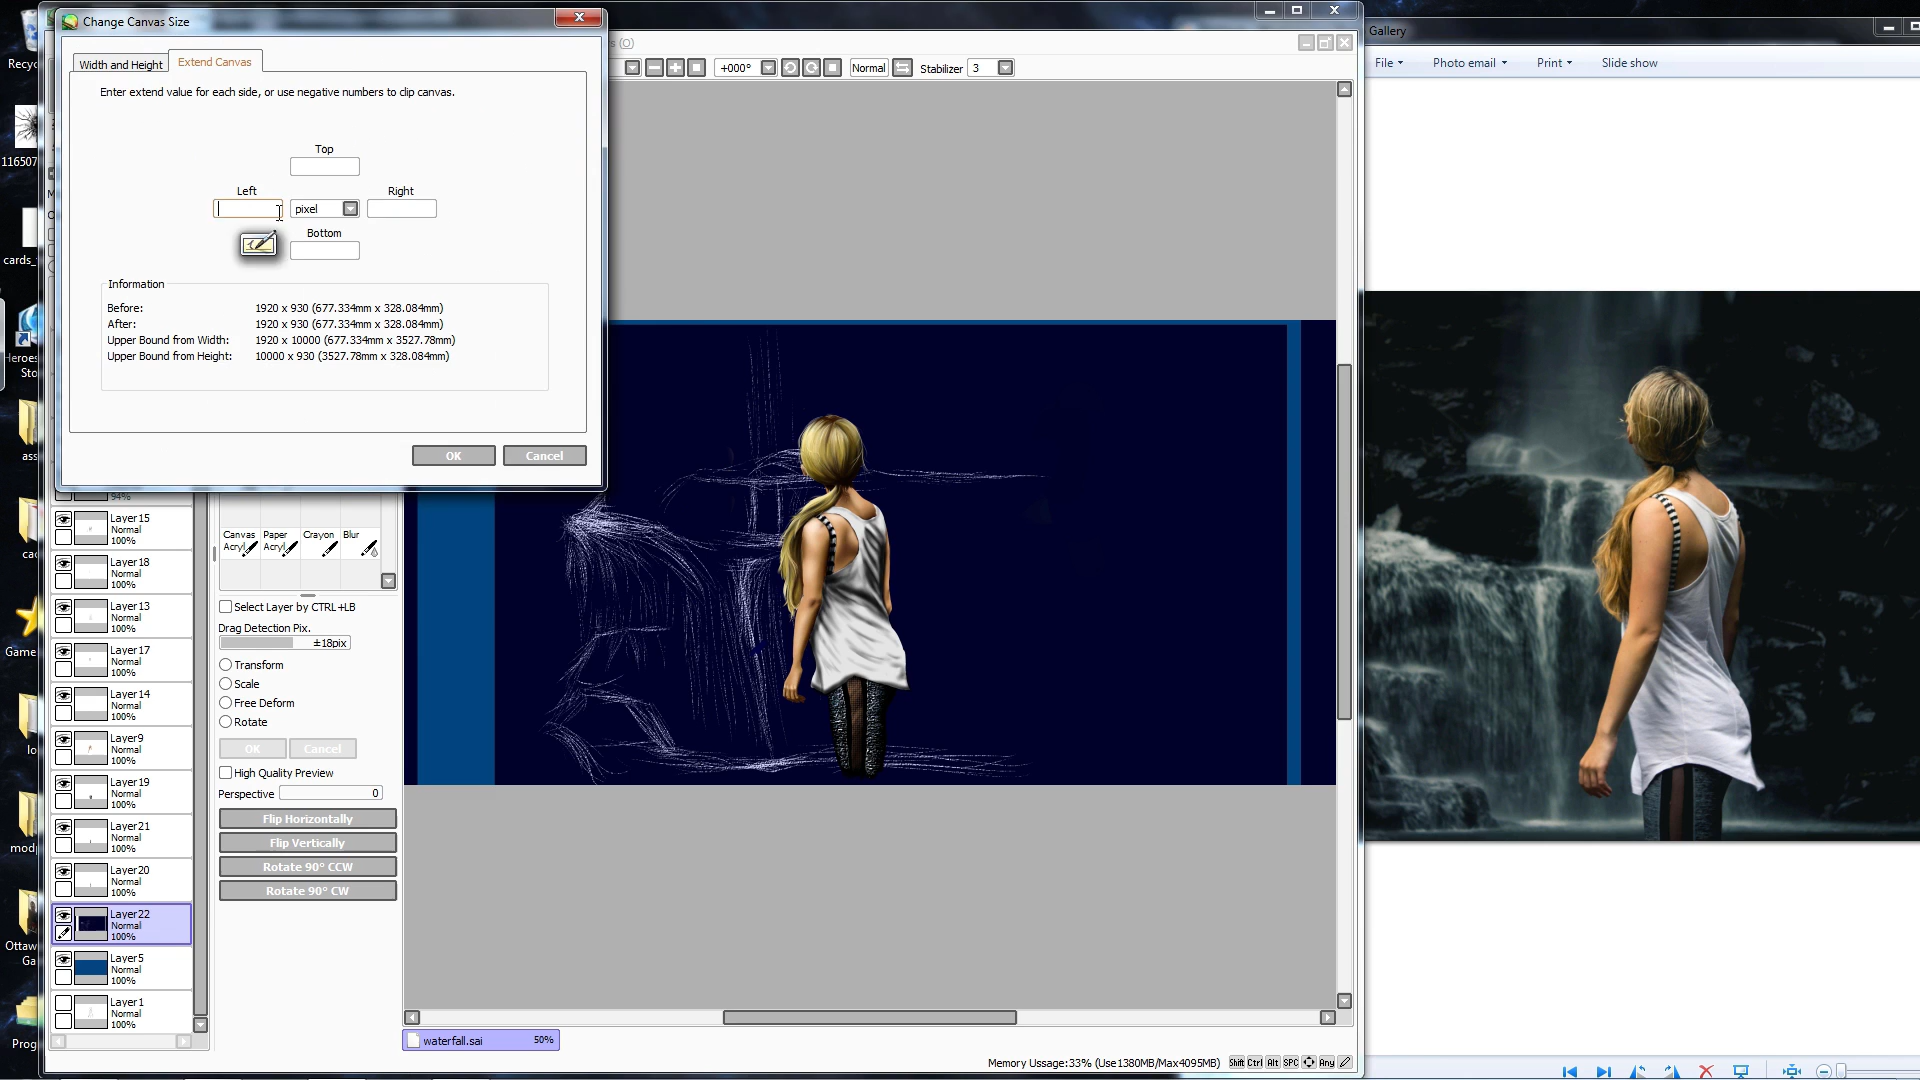 Change Canvas Size
Width and Height
Extend Canvas
Enter extend value for each side, or use negative numbers to clip canvas.
Top
Left
Right
pixel
Bottom
Information
Before: 1920 x 930 (677.334mm x 328.084mm)
After: 1920 x 930 (677.334mm x 328.084mm)
Upper Bound from Width: 1920 x 10000 (677.334mm x 3527.78mm)
Upper Bound from Height: 10000 x 930 (3527.78mm x 328.084mm)
OK
Cancel
(O)
+000°
Normal
Stabilizer 3
Gallery
File
Photo email
Print
Slide show
Recyc
116507
cards_
Heroes
Sto
ass
cac
Game
lo
mod
Ottaw
Ga
Prog
94%
Layer15
Normal
100%
Layer18
Normal
100%
Layer13
Normal
100%
Layer17
Normal
100%
Layer14
Normal
100%
Layer9
Normal
100%
Layer19
Normal
100%
Layer21
Normal
100%
Layer20
Normal
100%
Layer22
Normal
100%
Layer5
Normal
100%
Layer1
Normal
100%
Canvas
Acryl
Paper
Acryl
Crayon
Blur
Select Layer by CTRL+LB
Drag Detection Pix.
±18pix
Transform
Scale
Free Deform
Rotate
OK
Cancel
High Quality Preview
Perspective 0
Flip Horizontally
Flip Vertically
Rotate 90° CCW
Rotate 90° CW
waterfall.sai 50%
Memory Ussage:33% (Use1380MB/Max4095MB)
Shift Ctrl Alt SPC Any